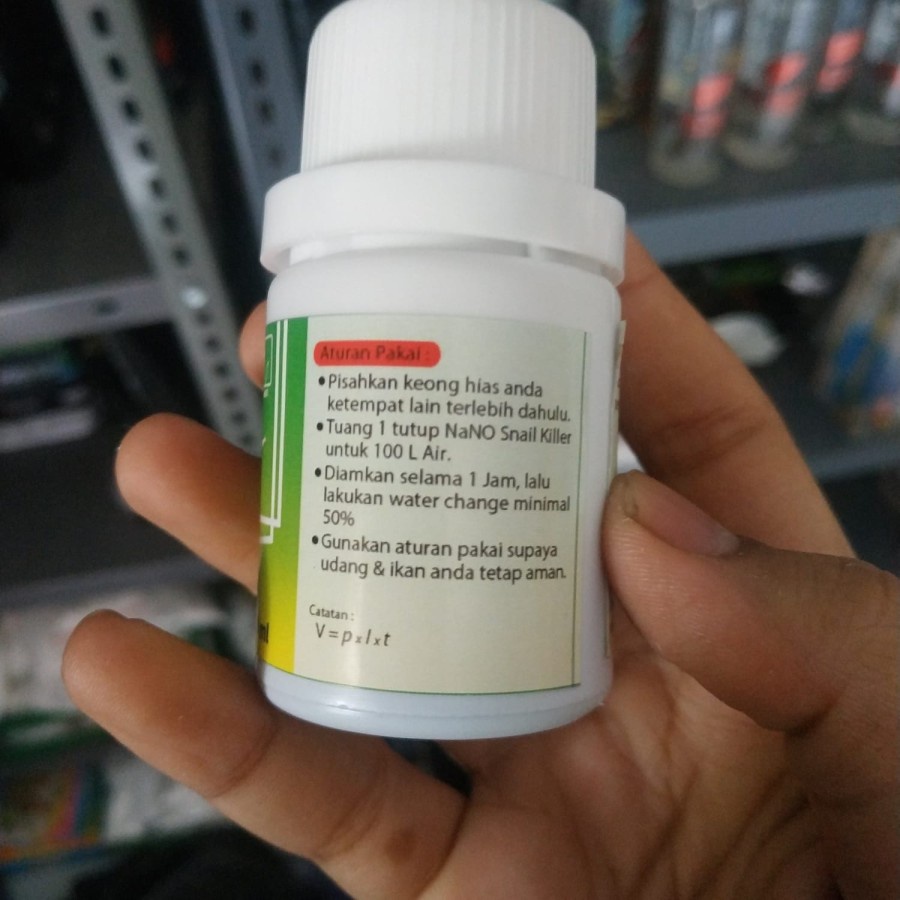 Aturan Pakai :
•Pisahkan keong hias anda
ketempat lain terlebih dahulu.
•Tuang 1 tutup NaNO Snail Killer
untuk 100 L Air.
•Diamkan selama 1 Jam, lalu
lakukan water change minimal
50%
•Gunakan aturan pakai supaya
udang & ikan anda tetap aman.
Catatan :
V = p x l x t
ml